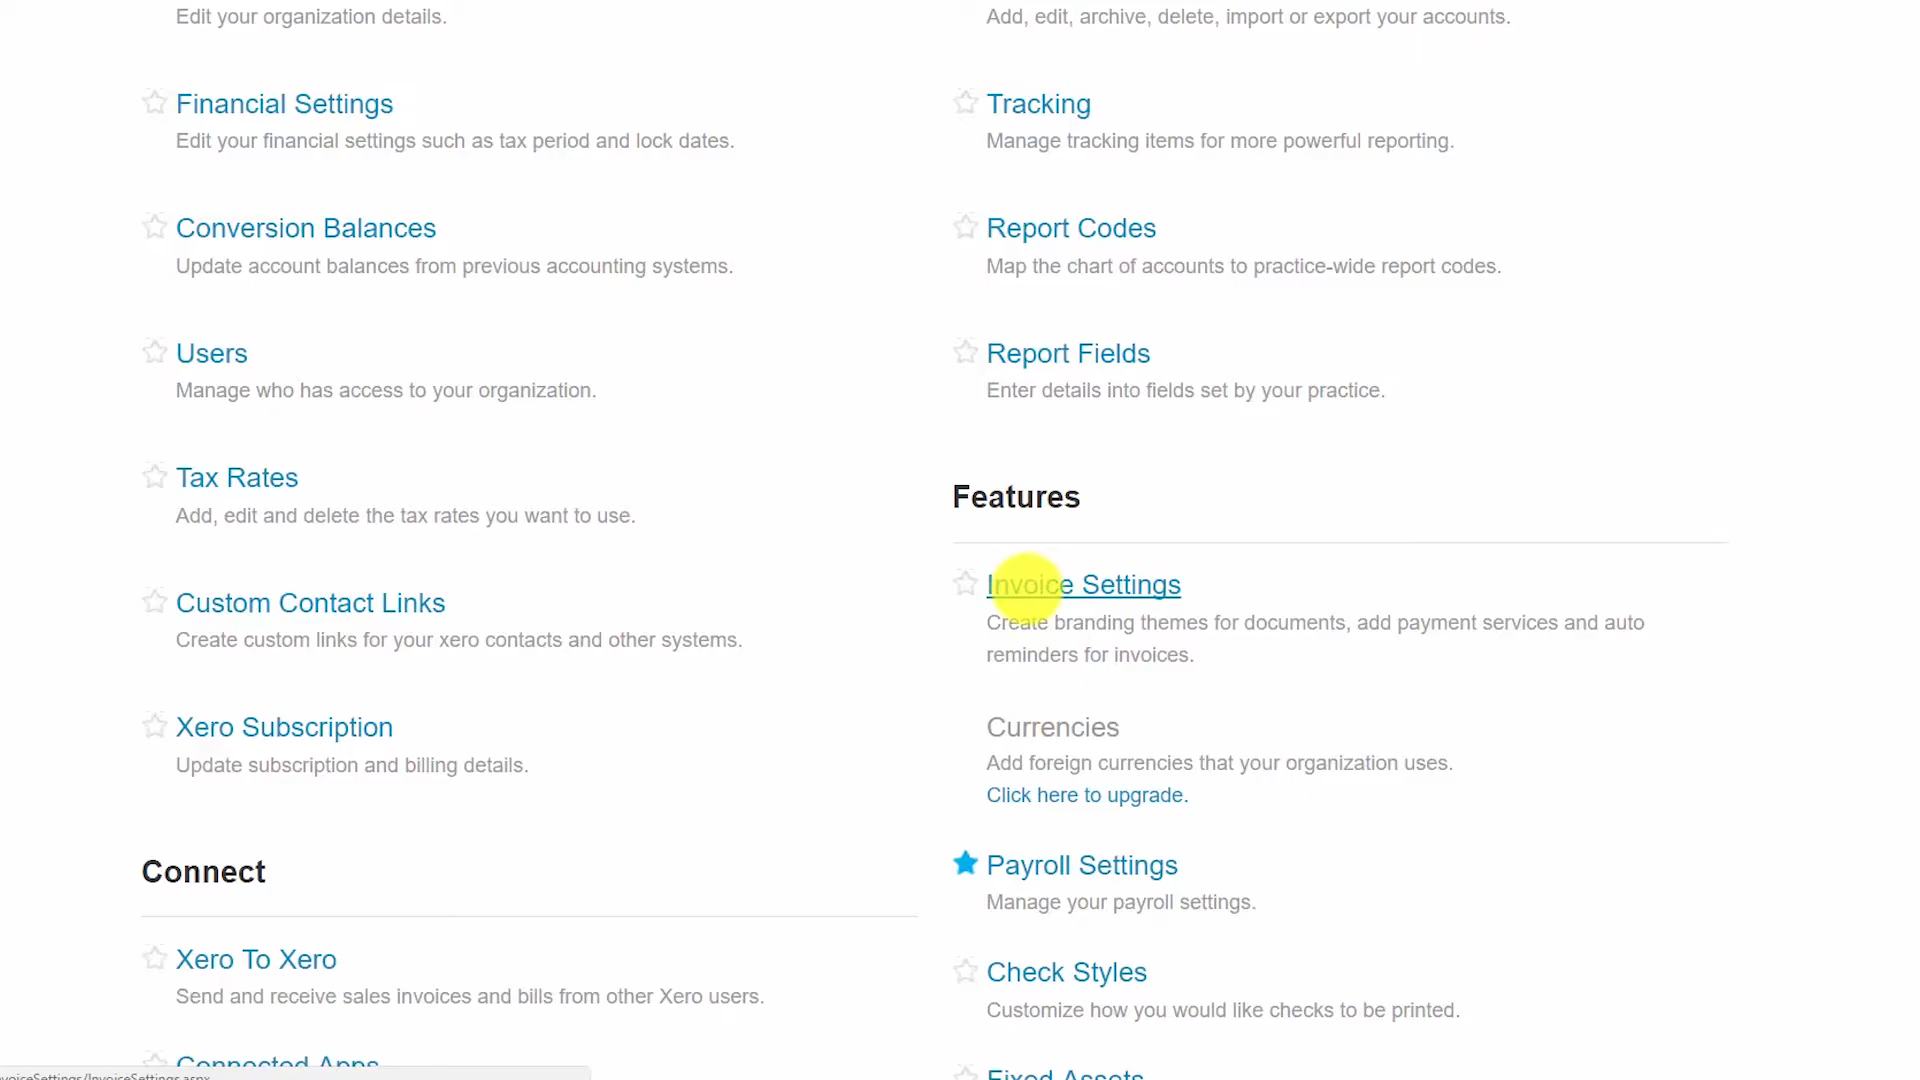 Edit your organization details.
Financial Settings
Edit your financial settings such as tax period and lock dates.
Conversion Balances
Update account balances from previous accounting systems.
Users
Manage who has access to your organization.
Tax Rates
Add, edit and delete the tax rates you want to use.
Custom Contact Links
Create custom links for your xero contacts and other systems.
Xero Subscription
Update subscription and billing details.
Connect
Xero To Xero
Send and receive sales invoices and bills from other Xero users.
Connected Apps
Add, edit, archive, delete, import or export your accounts.
Tracking
Manage tracking items for more powerful reporting.
Report Codes
Map the chart of accounts to practice-wide report codes.
Report Fields
Enter details into fields set by your practice.
Features
Invoice Settings
Create branding themes for documents, add payment services and auto
reminders for invoices.
Currencies
Add foreign currencies that your organization uses.
Click here to upgrade.
Payroll Settings
Manage your payroll settings.
Check Styles
Customize how you would like checks to be printed.
Fixed Assets